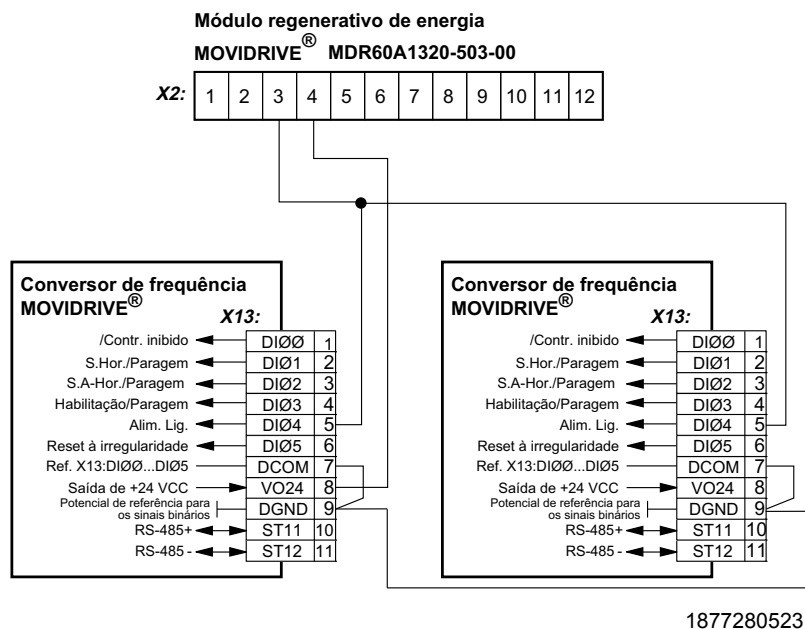 Módulo regenerativo de energia
MOVIDRIVE® MDR60A1320-503-00
X2: 1 2 3 4 5 6 7 8 9 10 11 12
Conversor de frequência
MOVIDRIVE®
X13:
/Contr. inibido DIØØ 1
S.Hor./Paragem DIØ1 2
S.A-Hor./Paragem DIØ2 3
Habilitação/Paragem DIØ3 4
Alim. Lig. DIØ4 5
Reset à irregularidade DIØ5 6
Ref. X13:DIØØ...DIØ5 DCOM 7
Saída de +24 VCC VO24 8
Potencial de referência para
os sinais binários DGND 9
RS-485+ ST11 10
RS-485 - ST12 11
Conversor de frequência
MOVIDRIVE®
X13:
/Contr. inibido DIØØ 1
S.Hor./Paragem DIØ1 2
S.A-Hor./Paragem DIØ2 3
Habilitação/Paragem DIØ3 4
Alim. Lig. DIØ4 5
Reset à irregularidade DIØ5 6
Ref. X13:DIØØ...DIØ5 DCOM 7
Saída de +24 VCC VO24 8
Potencial de referência para
os sinais binários DGND 9
RS-485+ ST11 10
RS-485 - ST12 11
1877280523